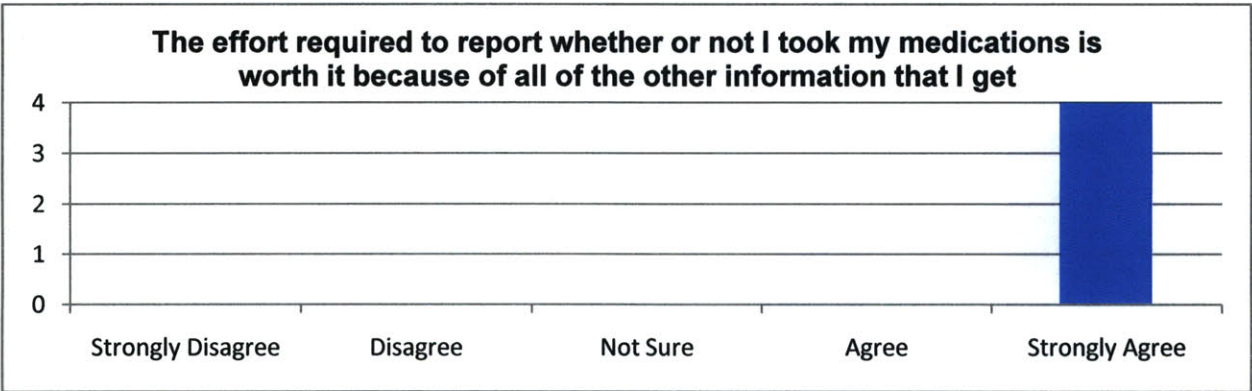 The effort required to report whether or not I took my medications is
worth it because of all of the other information that I get
4
3
2
1
0
Strongly Disagree Disagree Not Sure Agree Strongly Agree